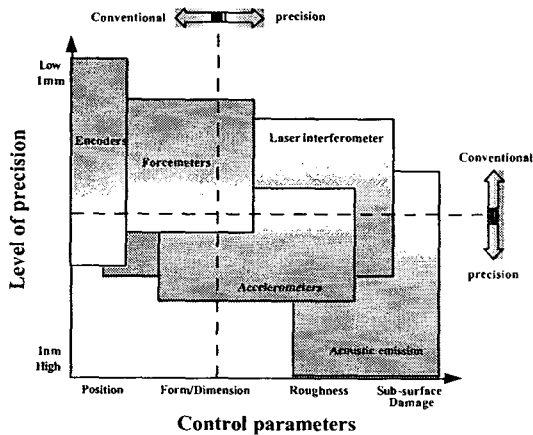 Conventional precision
Low
1mm
Encoders
Forcemeters
Laser interferometer
Conventional
precision
Level of precision
Accelerometers
Acoustic emission
1nm
High
Position Form/Dimension Roughness Sub-surface
Damage
Control parameters